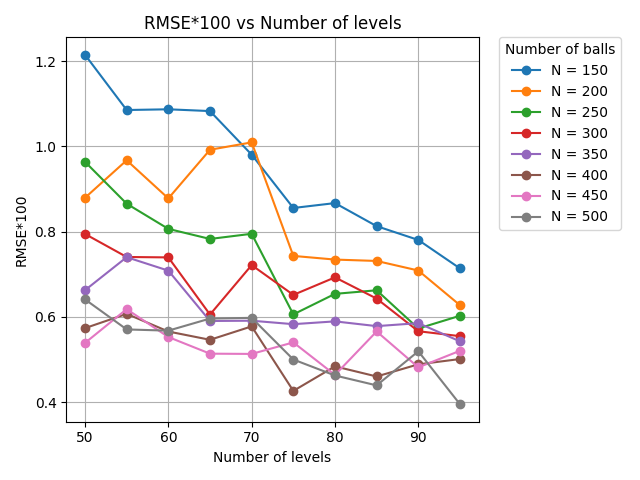 RMSE*100 vs Number of levels
RMSE*100
1.2
1.0
0.8
0.6
0.4
50
60
70
80
90
Number of levels
Number of balls
N = 150
N = 200
N = 250
N = 300
N = 350
N = 400
N = 450
N = 500